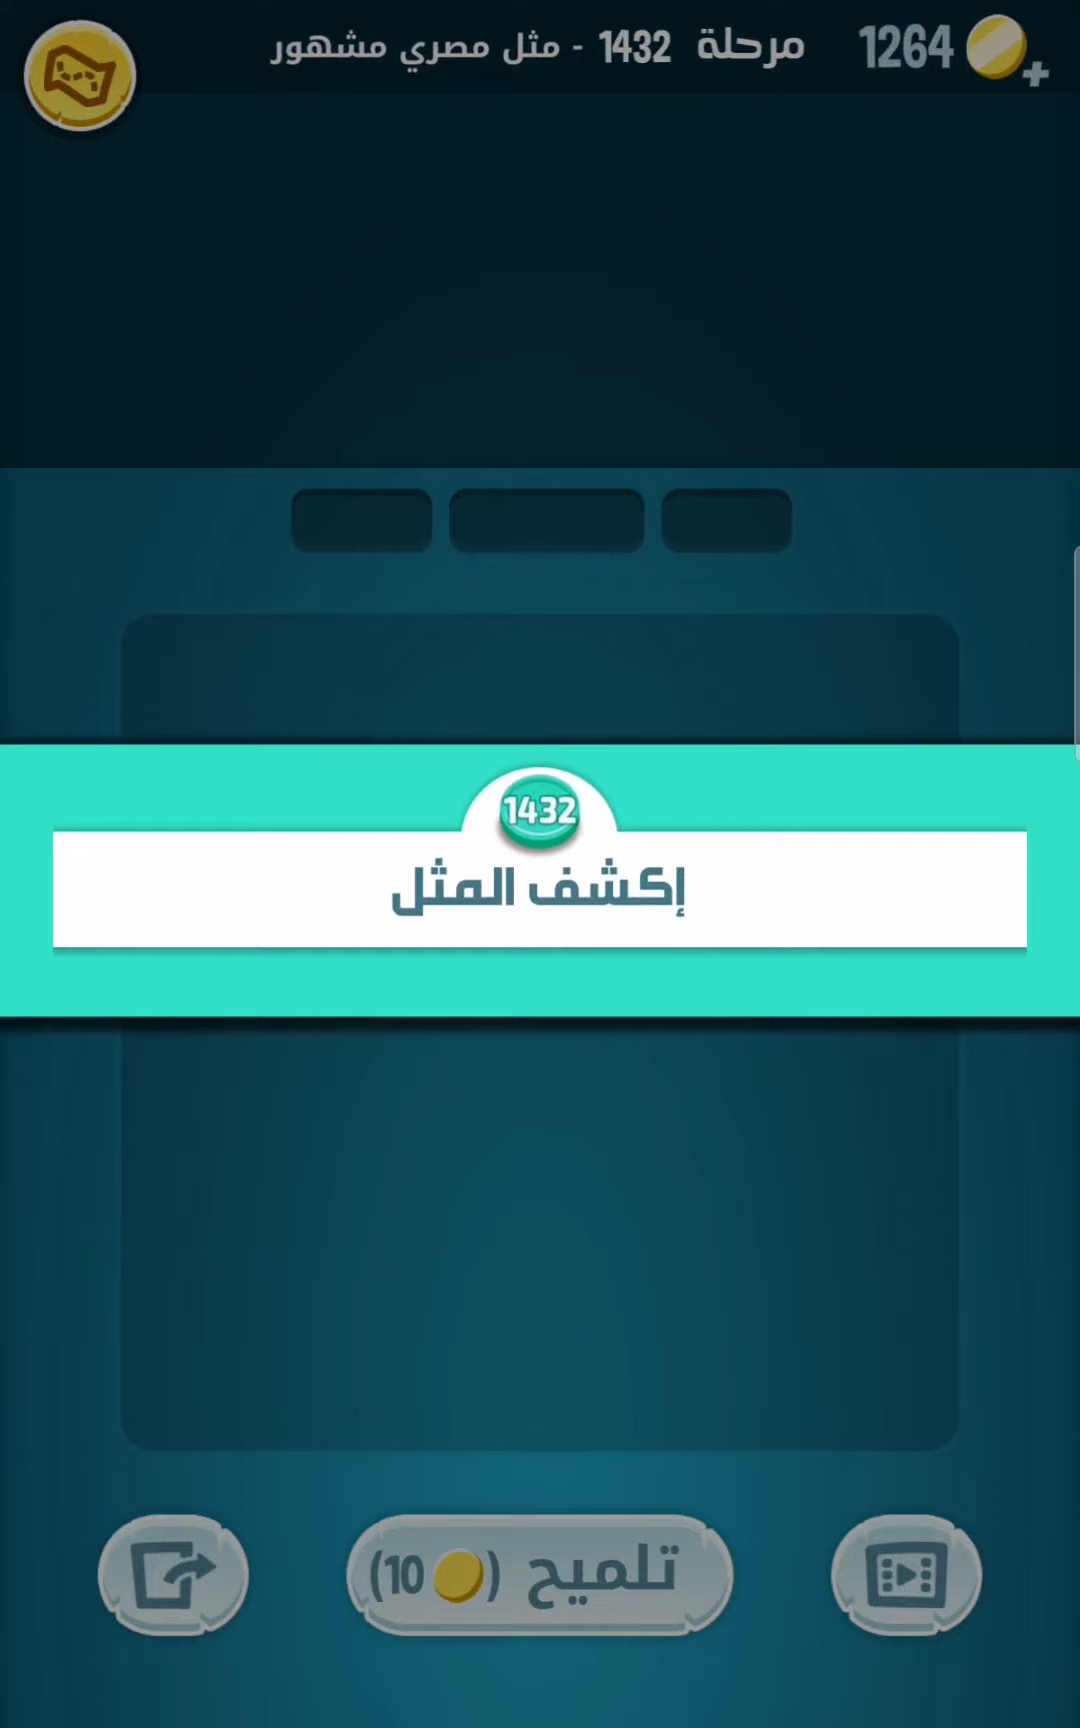 1264 مرحلة 1432 - مثل مصري مشهور
1432
إكشف المثل
تلميح (10)